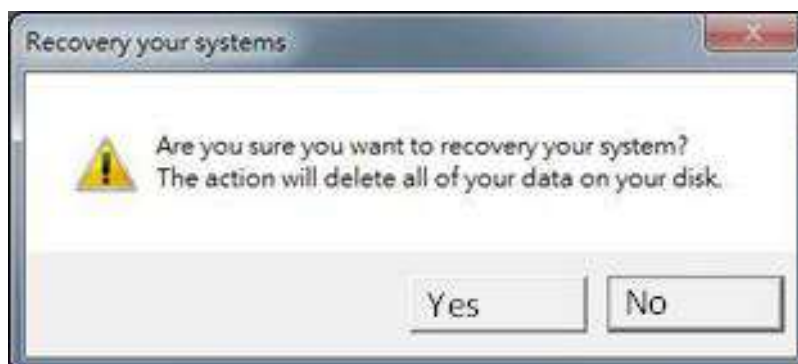 Recovery your systems
Are you sure you want to recovery your system?
The action will delete all of your data on your disk.
Yes
No